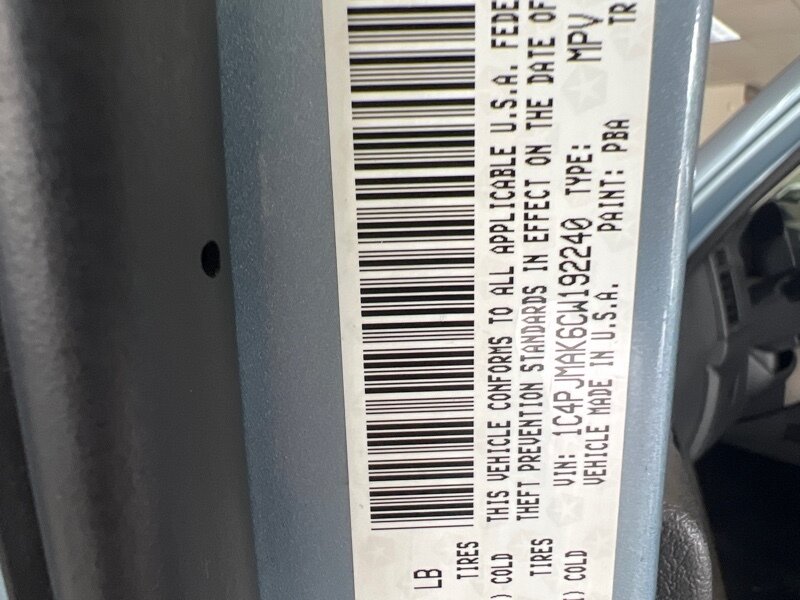 LB
TIRES
) COLD
THIS VEHICLE CONFORMS TO ALL APPLICABLE U.S.A. FEDE
THEFT PREVENTION STANDARDS IN EFFECT ON THE DATE OF
TIRES
VIN: 1C4PJMAK6CW192240 TYPE: MPV
) COLD
VEHICLE MADE IN U.S.A. PAINT: PBA TR